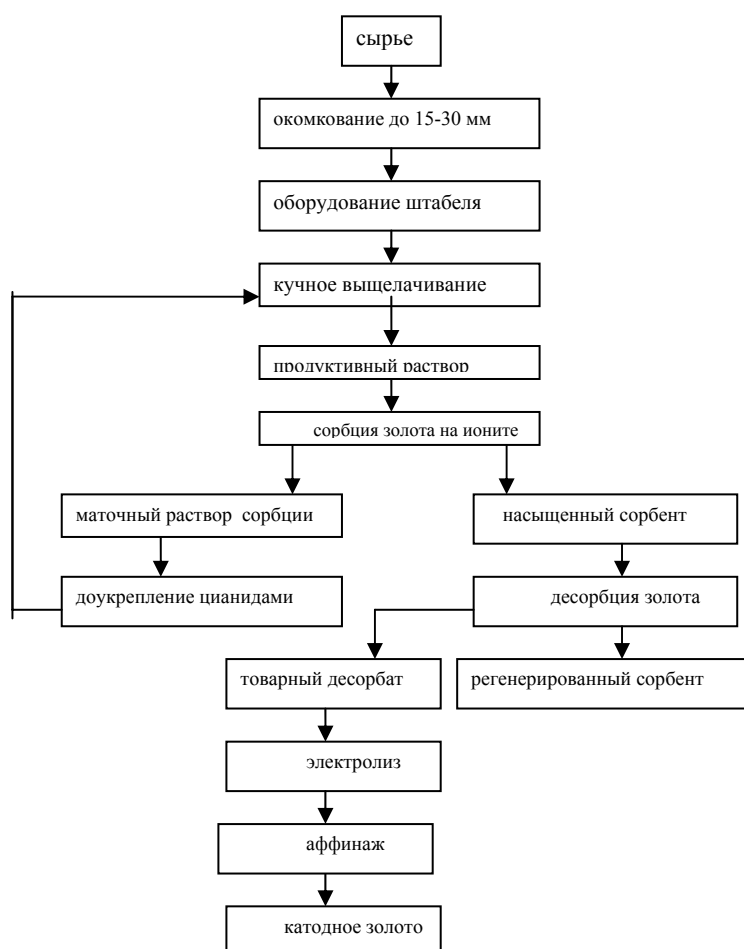 сырье
окомкование до 15-30 мм
оборудование штабеля
кучное выщелачивание
продуктивный раствор
сорбция золота на ионите
маточный раствор сорбции
насыщенный сорбент
доукрепление цианидами
десорбция золота
товарный десорбат
регенерированный сорбент
электролиз
аффинаж
катодное золото